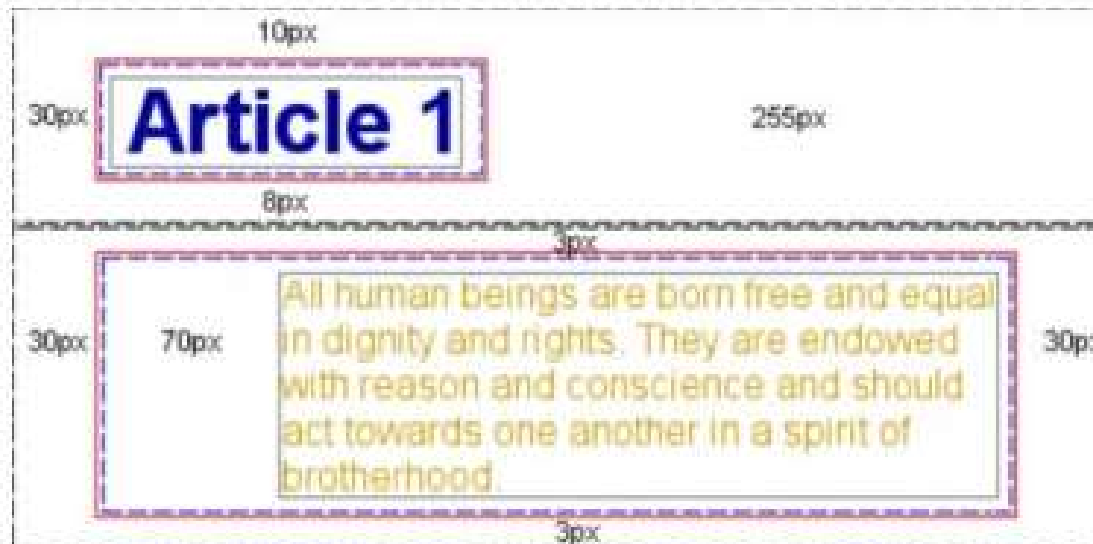 10px
30px
Article 1
255px
8px
3px
All human beings are born free and equal
30px
70px
in dignity and rights. They are endowed
30px
with reason and conscience and should
act towards one another in a spirit of
brotherhood.
3px